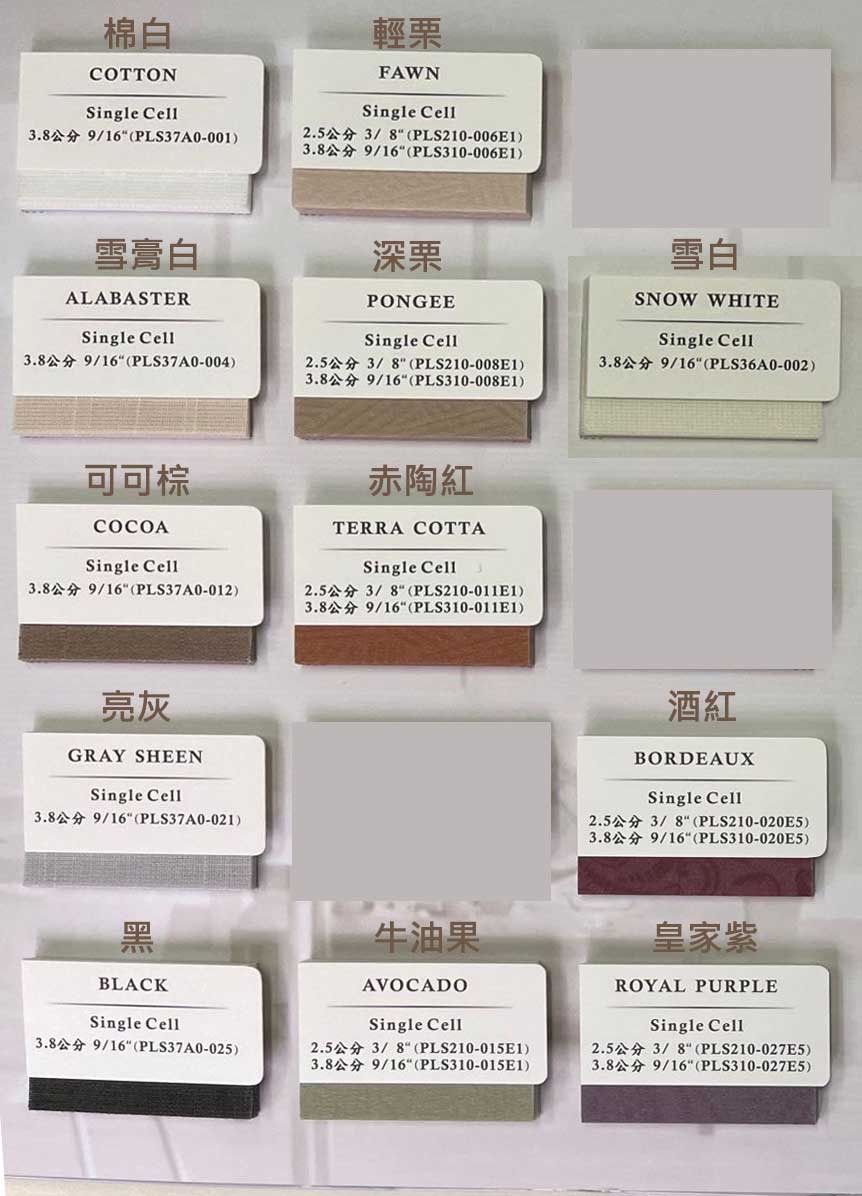 棉白
COTTON
Single Cell
3.8公分 9/16“(PLS37A0-001)
輕栗
FAWN
Single Cell
2.5公分 3/ 8“(PLS210-006E1)
3.8公分 9/16“(PLS310-006E1)
雪膏白
ALABASTER
Single Cell
3.8公分 9/16“(PLS37A0-004)
深栗
PONGEE
Single Cell
2.5公分 3/ 8“(PLS210-008E1)
3.8公分 9/16“(PLS310-008E1)
雪白
SNOW WHITE
Single Cell
3.8公分 9/16“(PLS36A0-002)
可可棕
COCOA
Single Cell
3.8公分 9/16“(PLS37A0-012)
赤陶紅
TERRA COTTA
Single Cell
2.5公分 3/ 8“(PLS210-011E1)
3.8公分 9/16“(PLS310-011E1)
亮灰
GRAY SHEEN
Single Cell
3.8公分 9/16“(PLS37A0-021)
酒紅
BORDEAUX
Single Cell
2.5公分 3/ 8“(PLS210-020E5)
3.8公分 9/16“(PLS310-020E5)
黑
BLACK
Single Cell
3.8公分 9/16“(PLS37A0-025)
牛油果
AVOCADO
Single Cell
2.5公分 3/ 8“(PLS210-015E1)
3.8公分 9/16“(PLS310-015E1)
皇家紫
ROYAL PURPLE
Single Cell
2.5公分 3/ 8“(PLS210-027E5)
3.8公分 9/16“(PLS310-027E5)